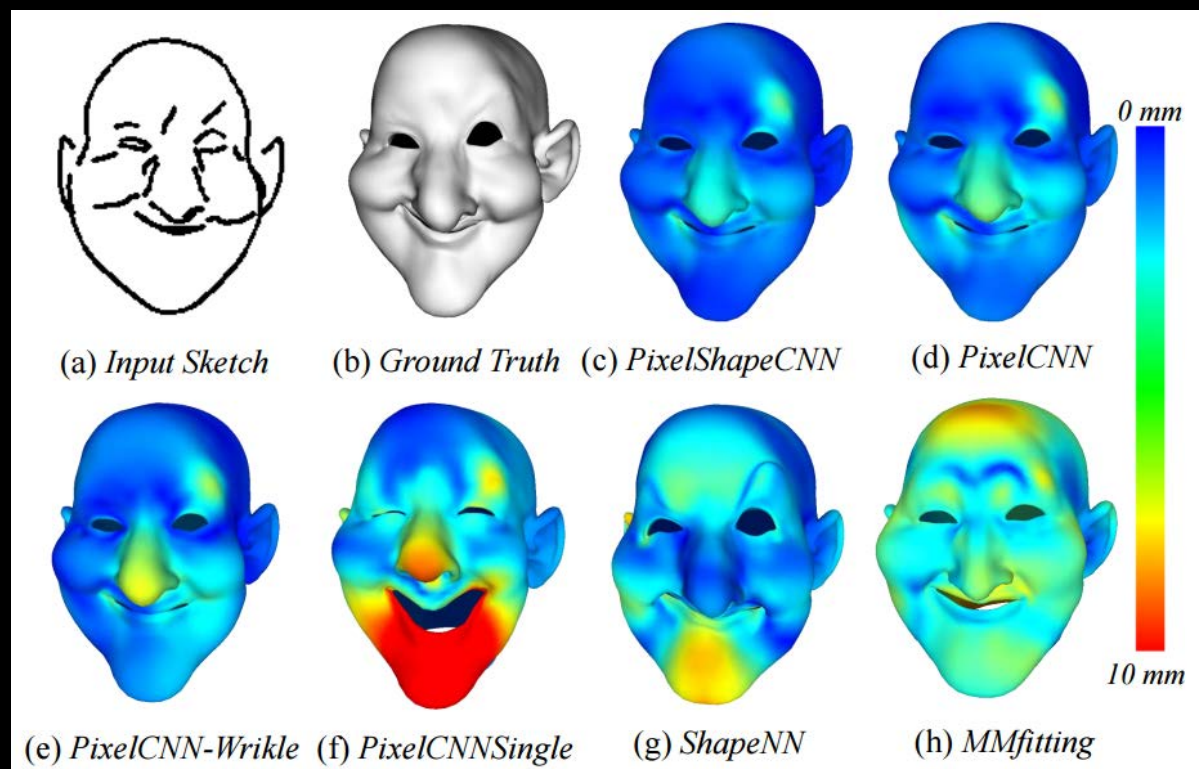 0 mm
(a) Input Sketch
(b) Ground Truth
(c) PixelShapeCNN
(d) PixelCNN
10 mm
(e) PixelCNN-Wrikle
(f) PixelCNNSingle
(g) ShapeNN
(h) MMfitting